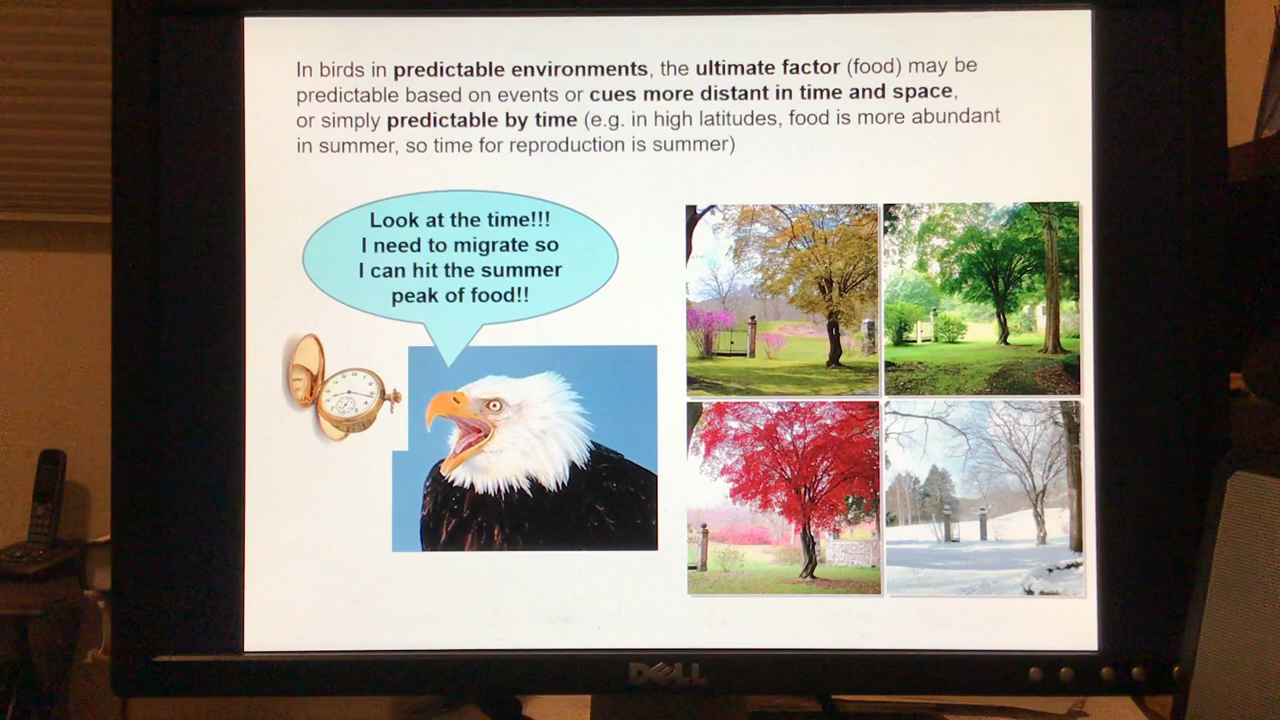 In birds in predictable environments, the ultimate factor (food) may be
predictable based on events or cues more distant in time and space,
or simply predictable by time (e.g. in high latitudes, food is more abundant
in summer, so time for reproduction is summer)
Look at the time!!!
I need to migrate so
I can hit the summer
peak of food!!
DELL